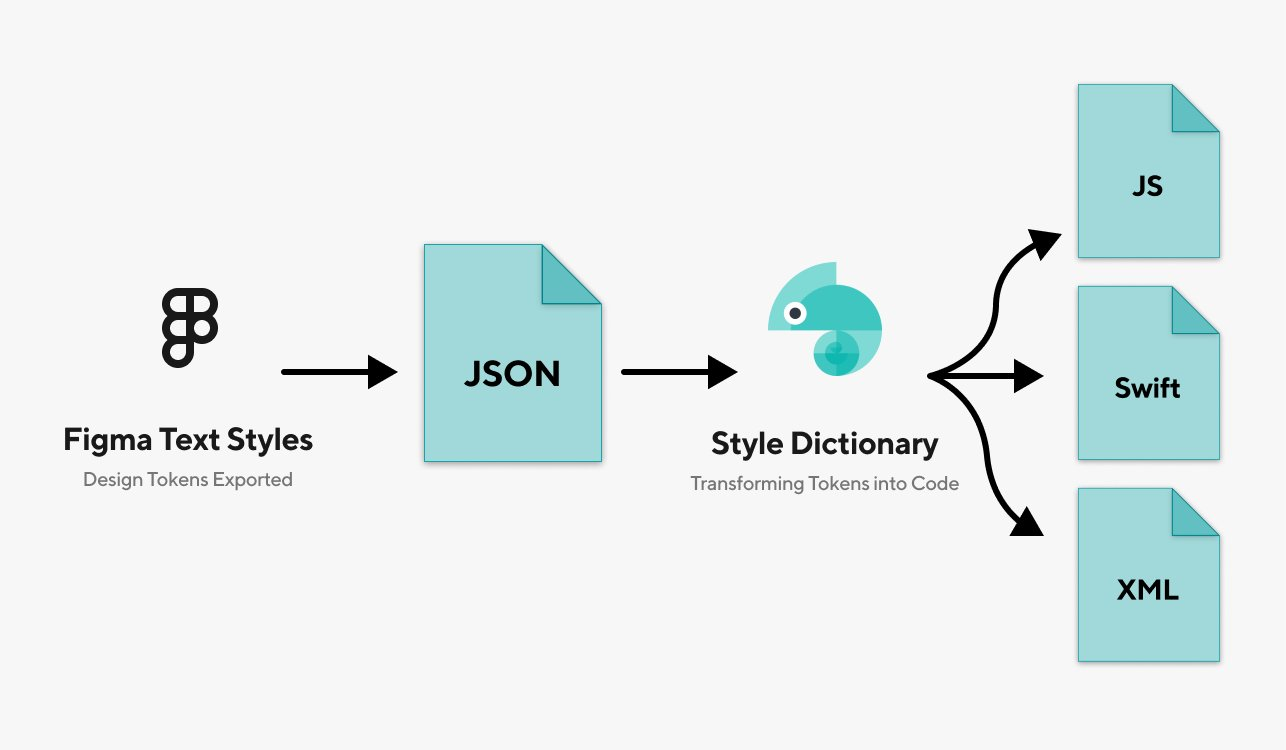 Figma Text Styles
Design Tokens Exported
JSON
Style Dictionary
Transforming Tokens into Code
JS
Swift
XML